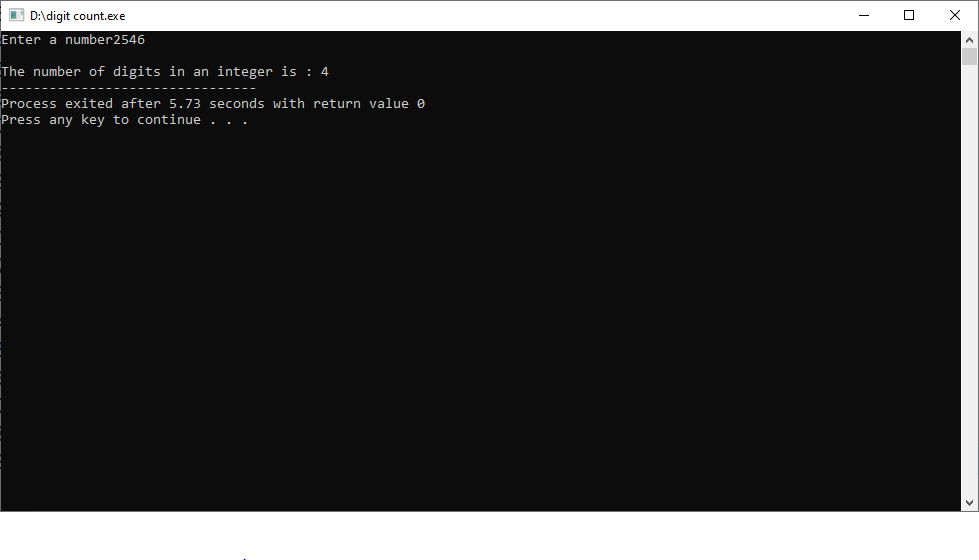 D:\digit count.exe
Enter a number2546
The number of digits in an integer is : 4
--------------------------------
Process exited after 5.73 seconds with return value 0
Press any key to continue . . .